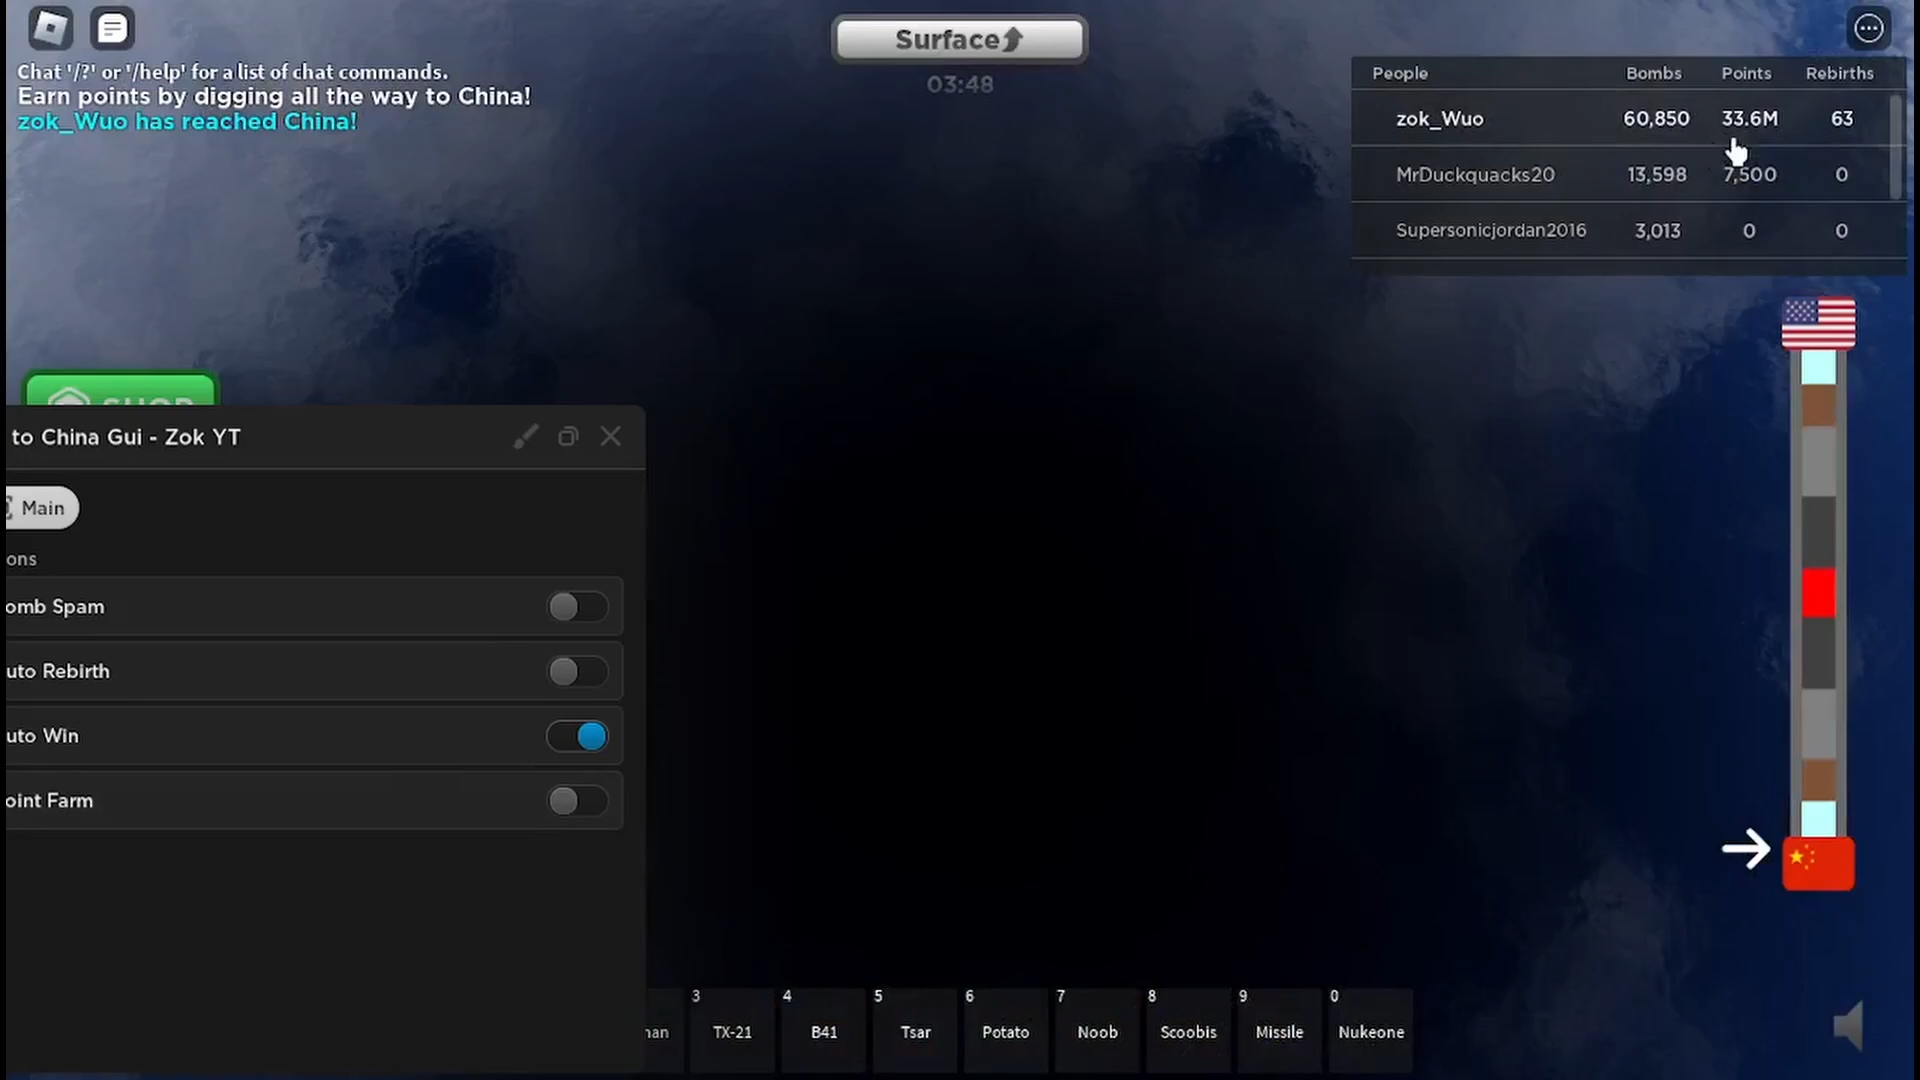 Surface
03:48
Chat '/?' or '/help' for a list of chat commands.
Earn points by digging all the way to China!
zok_Wuo has reached China!
People Bombs Points Rebirths
zok_Wuo 60,850 33.6M 63
MrDuckquacks20 13,598 7,500 0
Supersonicjordan2016 3,013 0 0
SHOP
to China Gui - Zok YT
Main
ons
omb Spam
uto Rebirth
uto Win
oint Farm
3 4 5 6 7 8 9 0
nan TX-21 B41 Tsar Potato Noob Scoobis Missile Nukeone